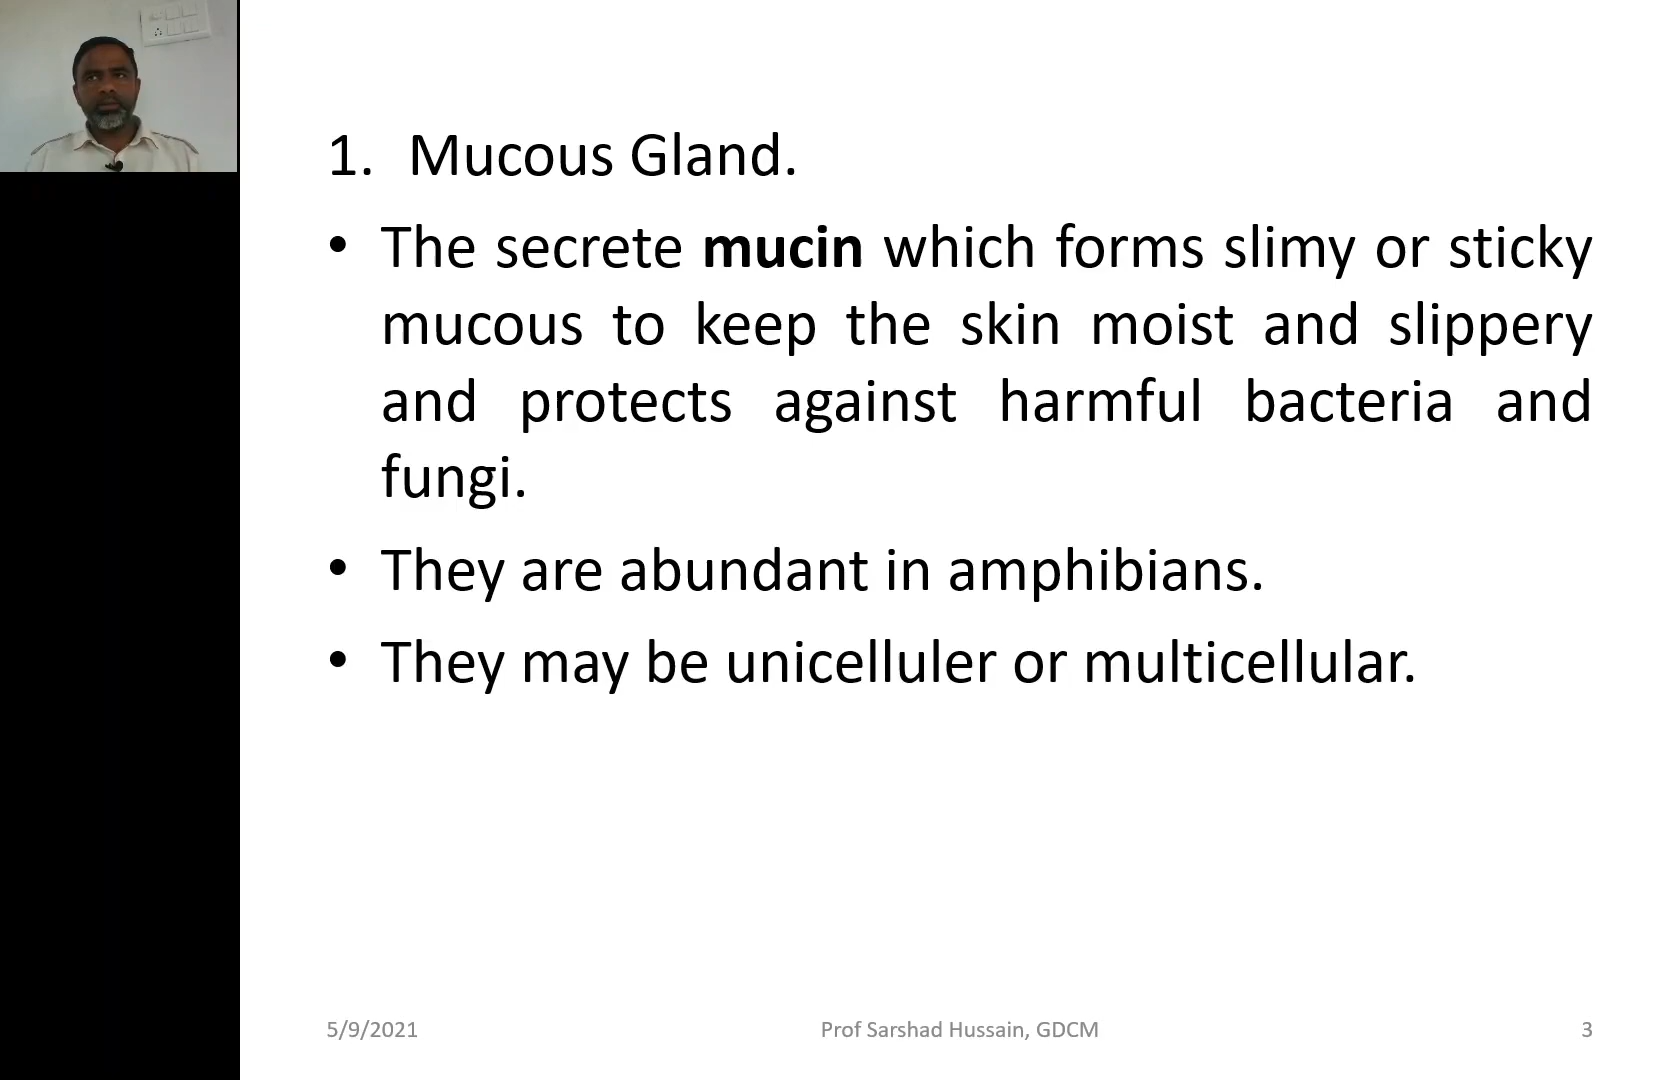 1. Mucous Gland.
• The secrete mucin which forms slimy or sticky
mucous to keep the skin moist and slippery
and protects against harmful bacteria and
fungi.
• They are abundant in amphibians.
• They may be unicelluler or multicellular.
5/9/2021 Prof Sarshad Hussain, GDCM 3